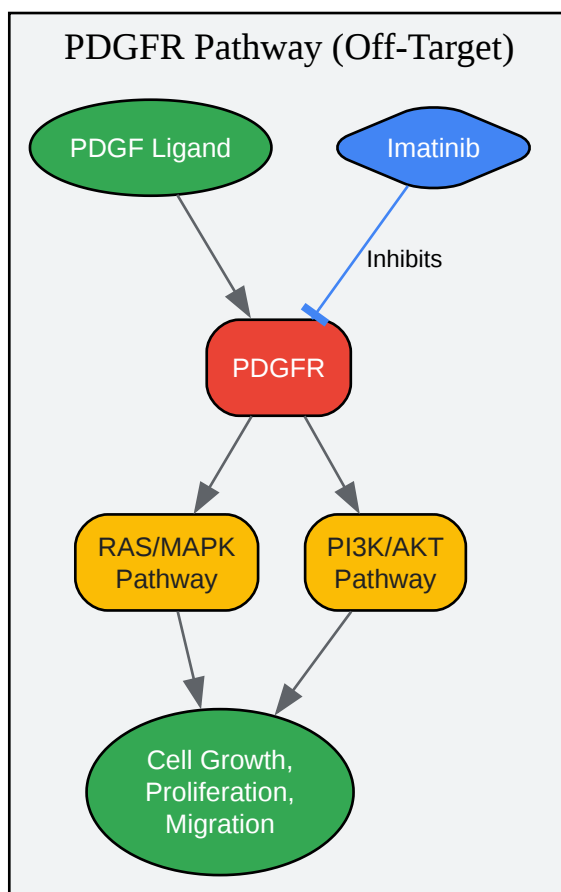 PDGFR Pathway (Off-Target)
PDGF Ligand
Imatinib
Inhibits
PDGFR
RAS/MAPK
Pathway
PI3K/AKT
Pathway
Cell Growth,
Proliferation,
Migration